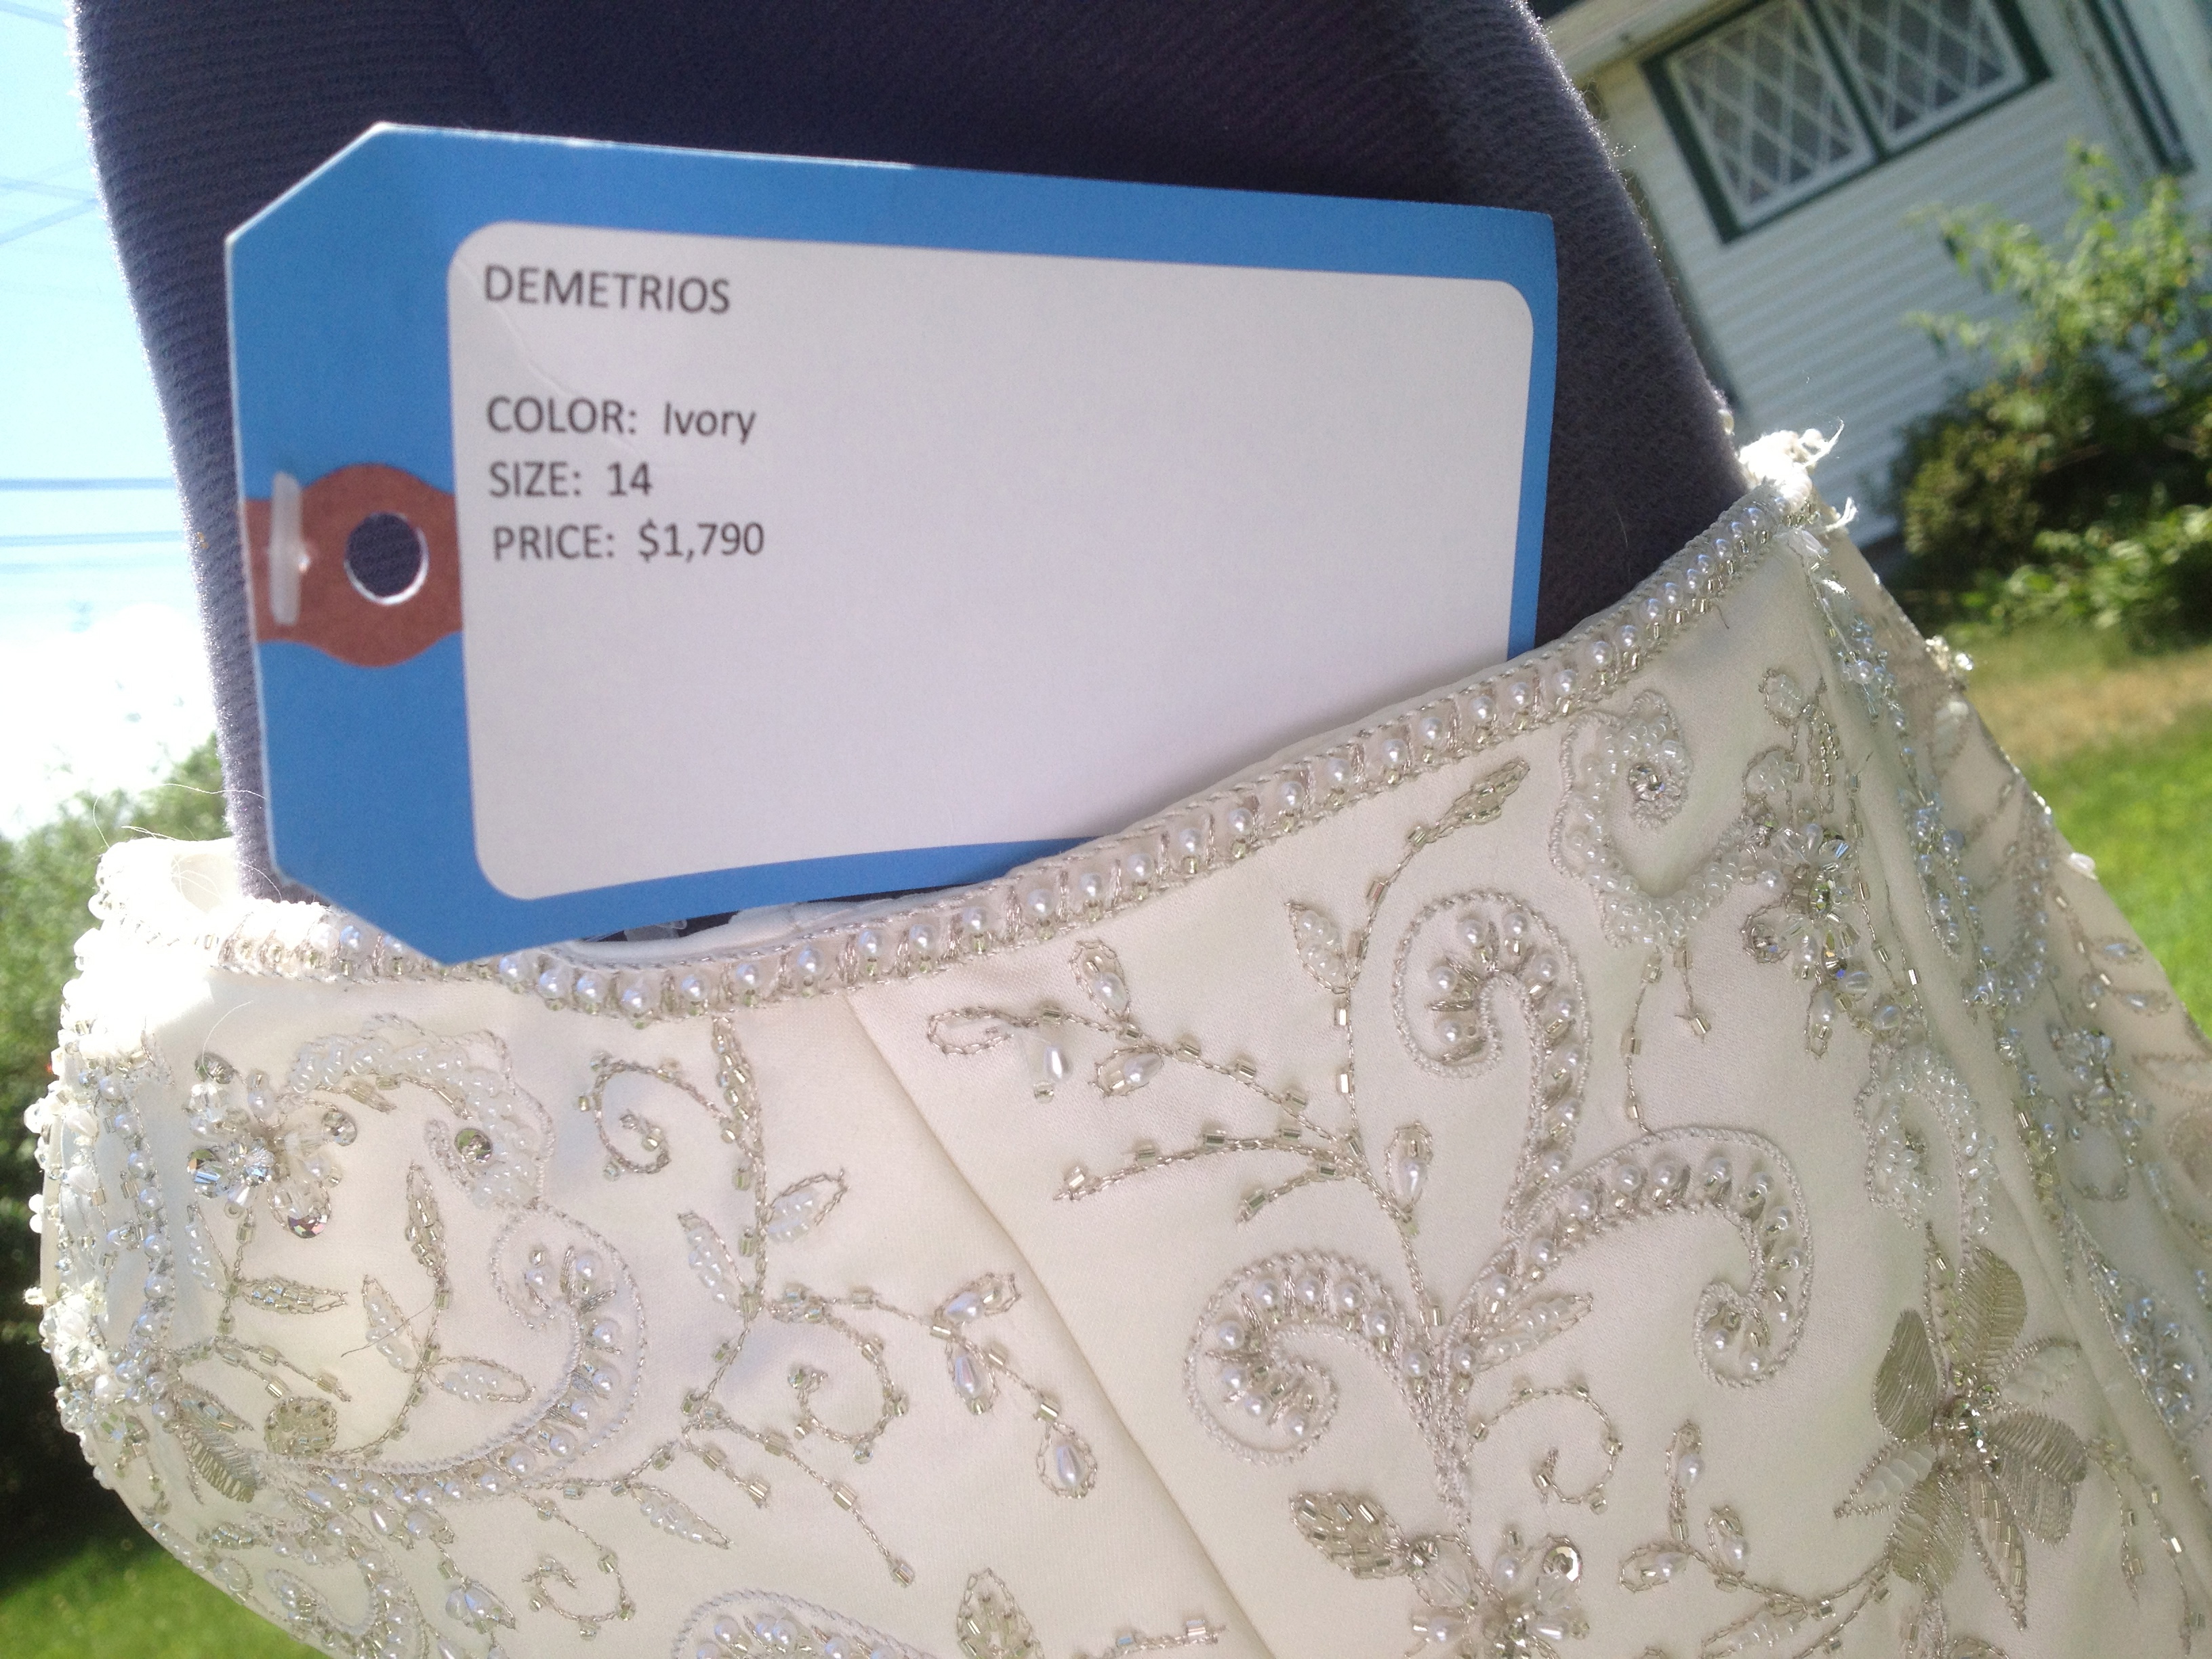 DEMETRIOS
COLOR: Ivory
SIZE: 14
PRICE: $1,790